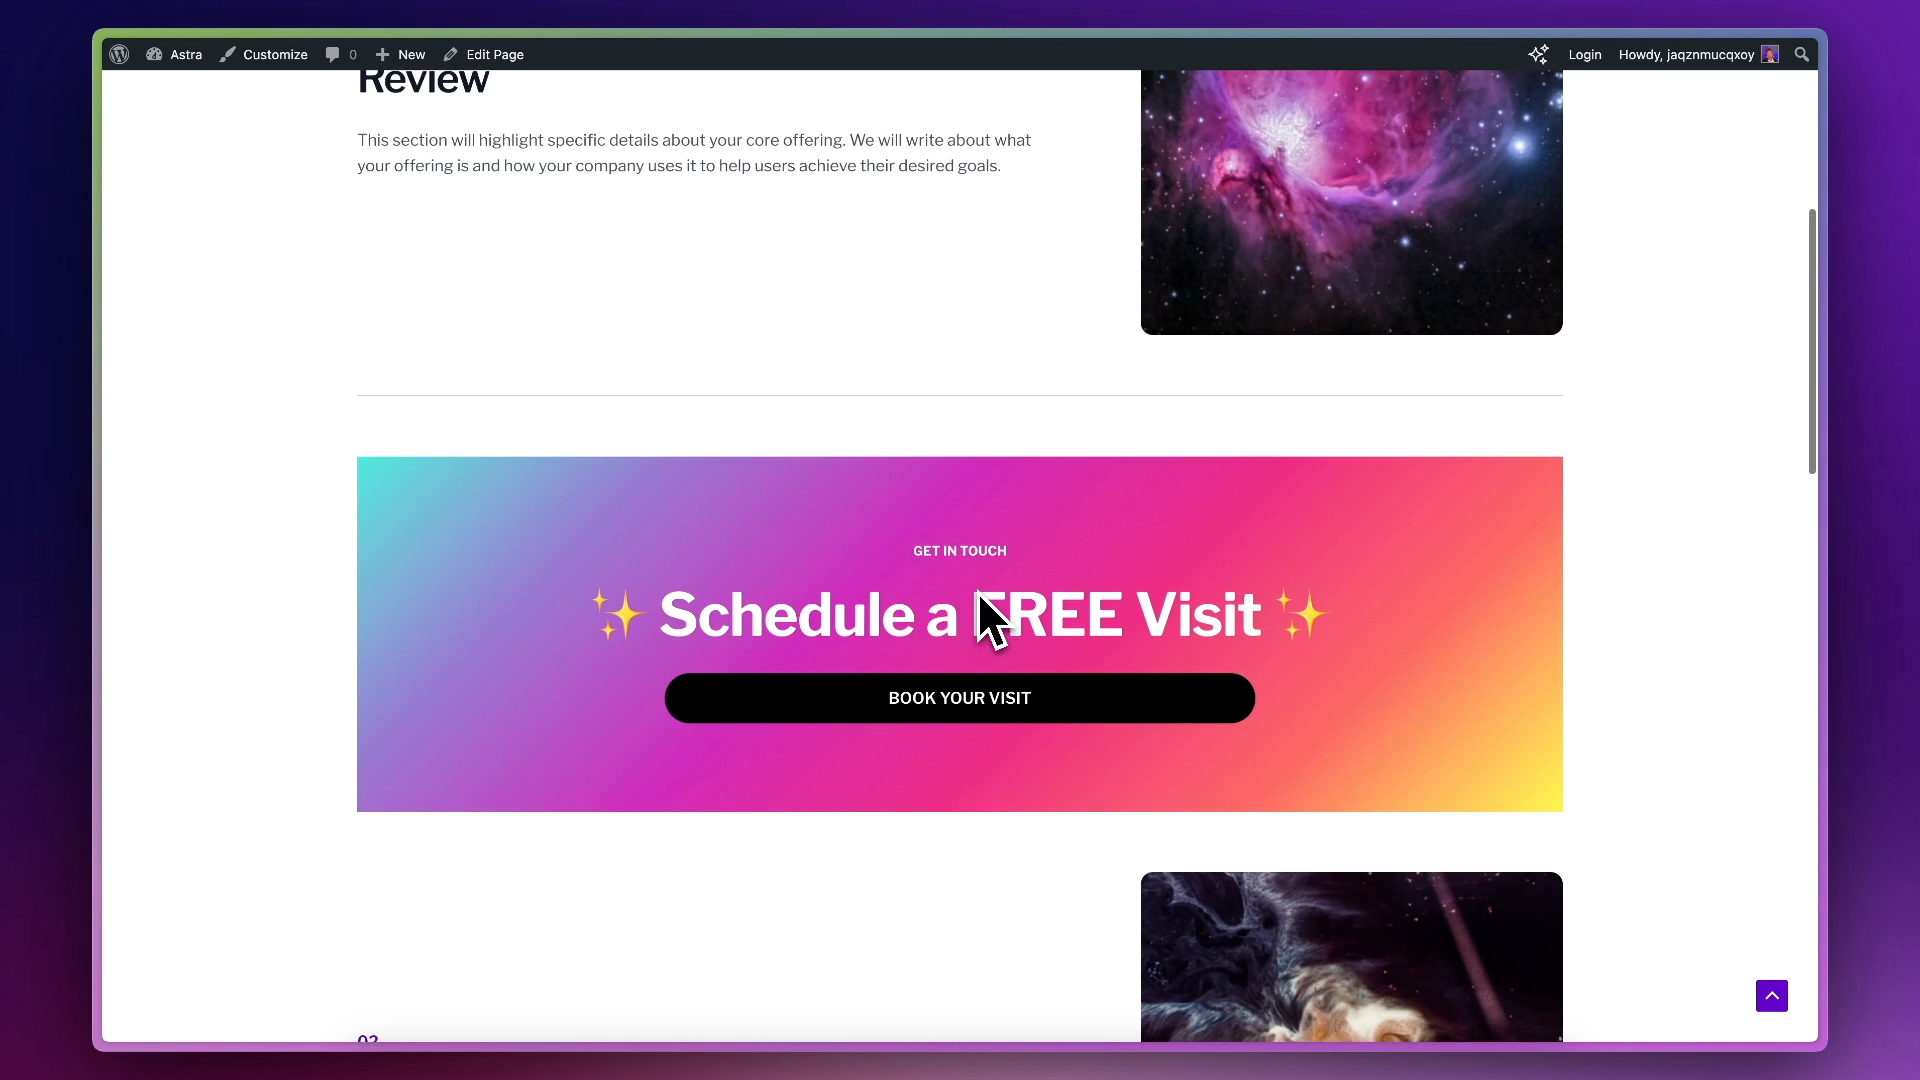 Astra Customize 0 New Edit Page Login Howdy, jaqznmucqxoy
Review
This section will highlight specific details about your core offering. We will write about what
your offering is and how your company uses it to help users achieve their desired goals.
GET IN TOUCH
✨ Schedule a FREE Visit ✨
BOOK YOUR VISIT
02